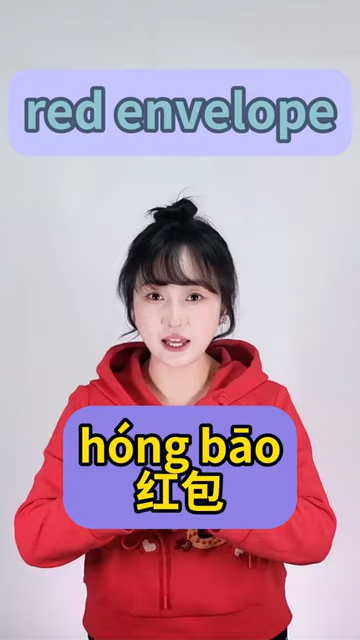 red envelope
hóng bāo
红包